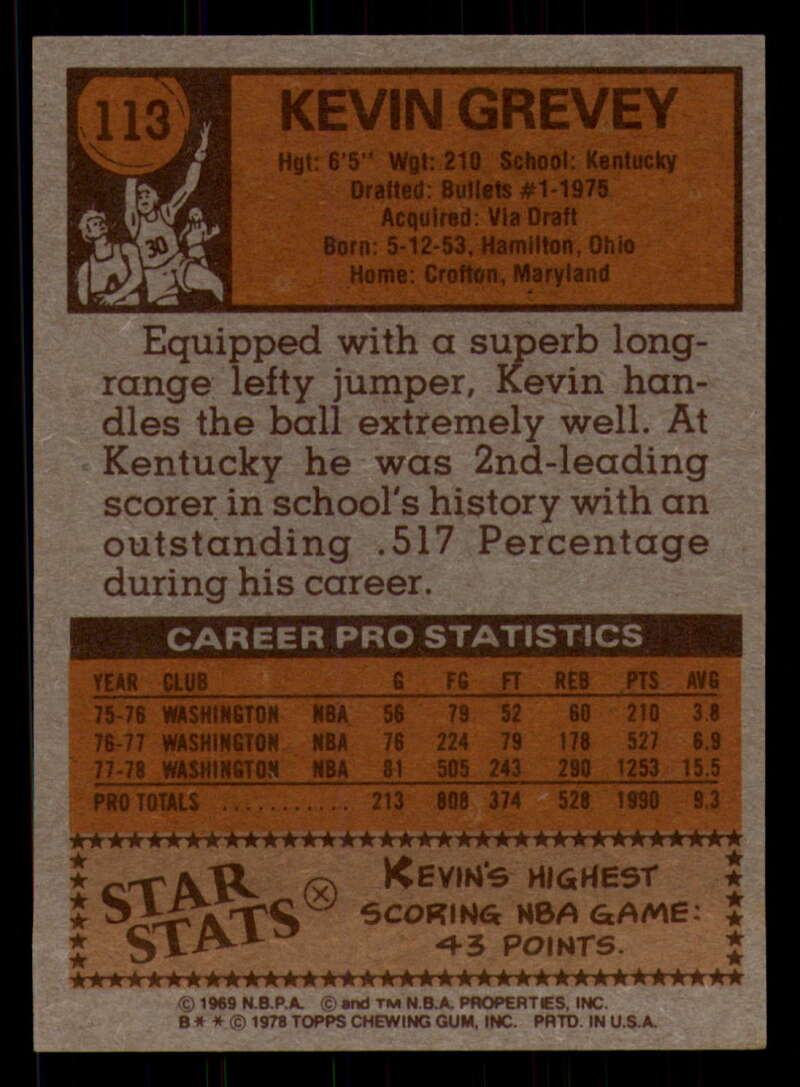 113
KEVIN GREVEY
Hgt: 6'5" Wgt: 210 School: Kentucky
Drafted: Bullets #1-1975
Acquired: Via Draft
Born: 5-12-53, Hamilton, Ohio
Home: Crofton, Maryland
30
Equipped with a superb long-
range lefty jumper, Kevin han-
dles the ball extremely well. At
Kentucky he was 2nd-leading
scorer in school's history with an
outstanding .517 Percentage
during his career.
CAREER PRO STATISTICS
YEAR CLUB G FG FT REB PTS AVG
75-76 WASHINGTON NBA 56 79 52 60 210 3.8
76-77 WASHINGTON NBA 76 224 79 178 527 6.9
77-78 WASHINGTON NBA 81 505 243 290 1253 15.5
PRO TOTALS ............ 213 808 374 528 1990 9.3
STAR STATS
KEVIN'S HIGHEST
SCORING NBA GAME:
43 POINTS.
© 1969 N.B.P.A. © and TM N.B.A. PROPERTIES, INC.
B * * © 1978 TOPPS CHEWING GUM, INC. PRTD. IN U.S.A.